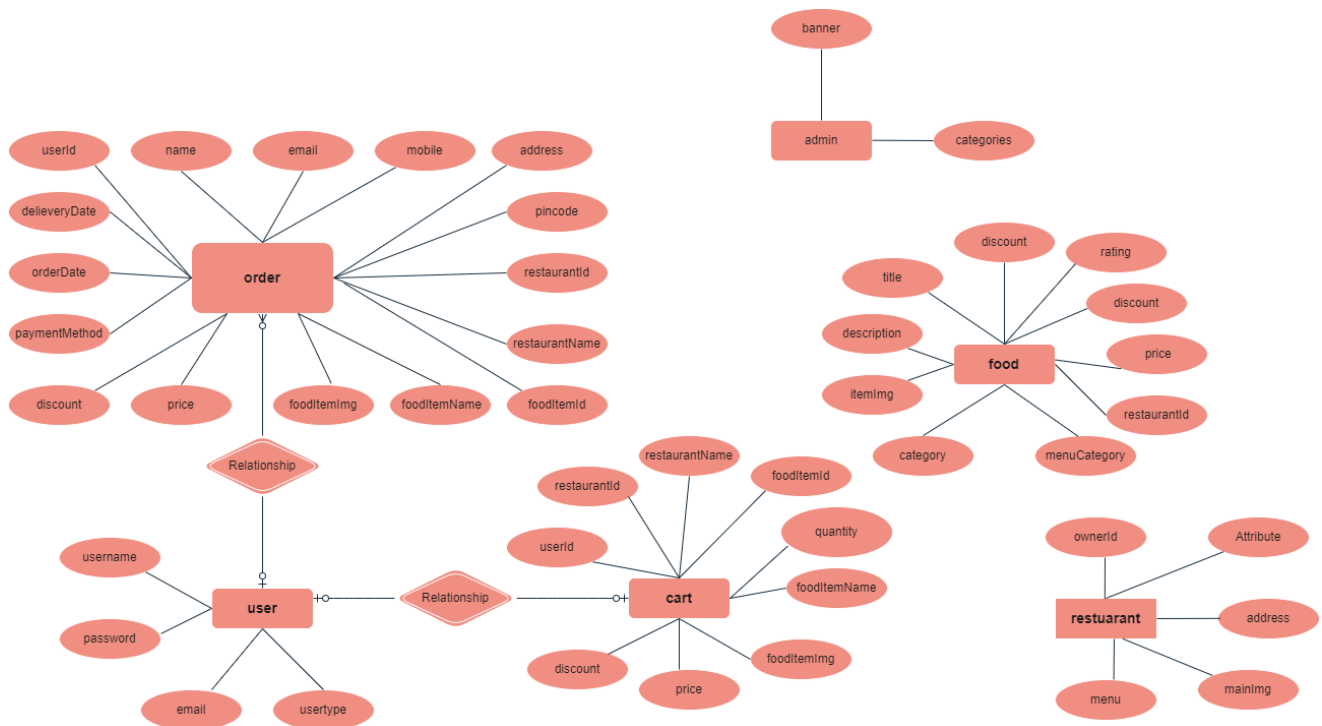 banner
admin
categories
userId
name
email
mobile
address
delieveryDate
pincode
orderDate
order
restaurantId
paymentMethod
restaurantName
discount
price
foodItemImg
foodItemName
foodItemId
discount
rating
title
discount
description
food
price
itemImg
restaurantId
category
menuCategory
Relationship
restaurantName
restaurantId
foodItemId
userId
quantity
foodItemName
cart
foodItemImg
discount
price
username
Relationship
user
password
email
usertype
ownerId
Attribute
restuarant
address
menu
mainImg